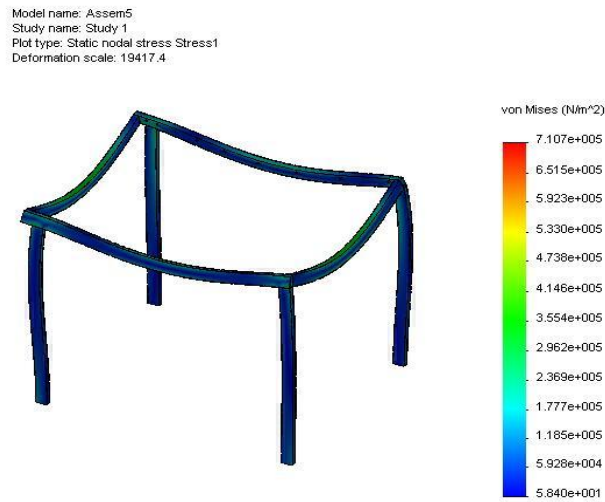 Model name: Assem5
Study name: Study 1
Plot type: Static nodal stress Stress1
Deformation scale: 19417.4
von Mises (N/m^2)
7.107e+005
6.515e+005
5.923e+005
5.330e+005
4.738e+005
4.146e+005
3.554e+005
2.962e+005
2.369e+005
1.777e+005
1.185e+005
5.928e+004
5.840e+001